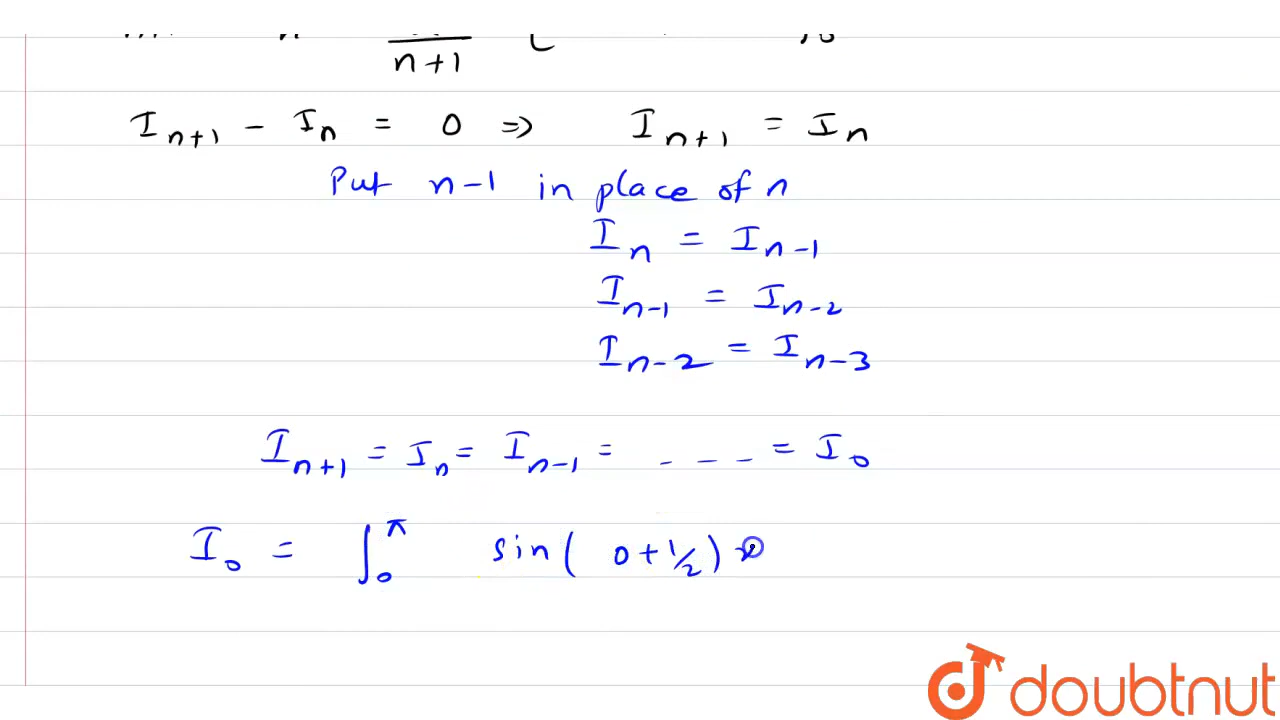 n+1
I_{n+1} - I_n = 0 ⇒ I_{n+1} = I_n
Put n-1 in place of n
I_n = I_{n-1}
I_{n-1} = I_{n-2}
I_{n-2} = I_{n-3}
I_{n+1} = I_n = I_{n-1} = - - - = I_0
I_0 = ∫_0^π sin( 0 + 1/2 ) x
doubtnut